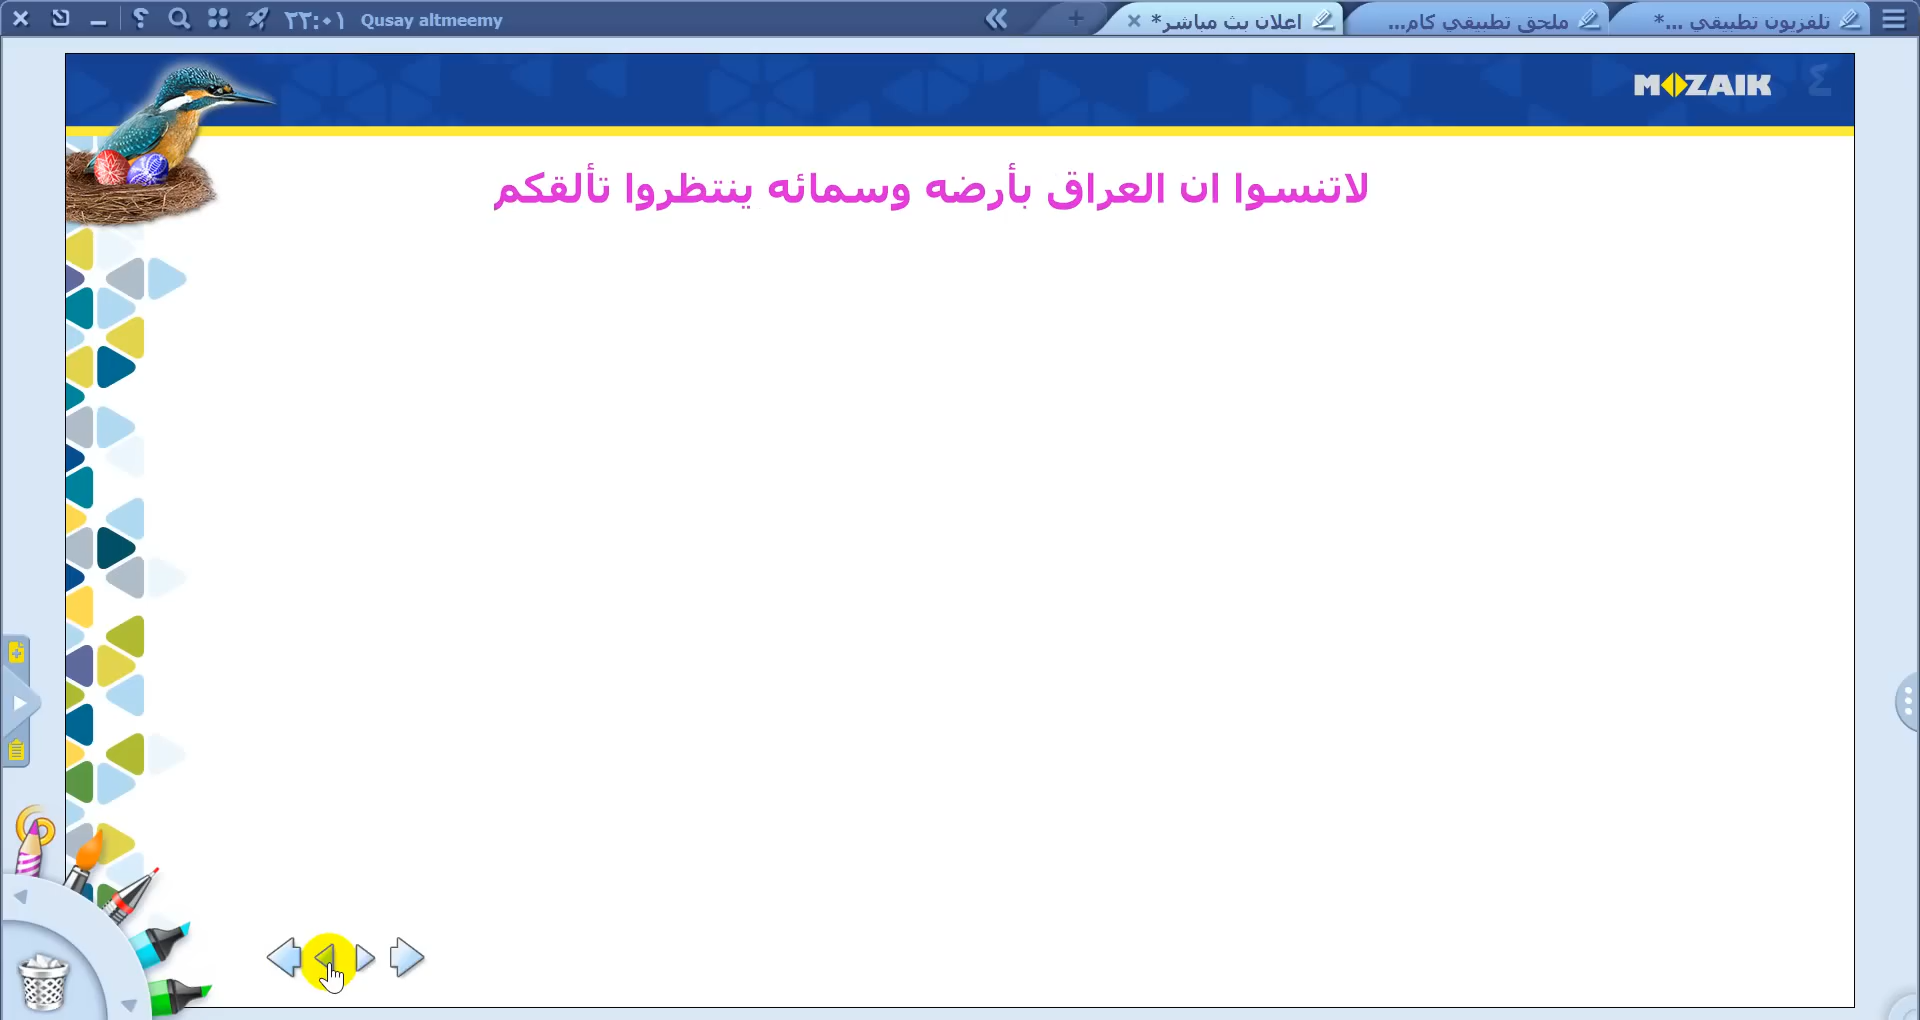 ٢٢:٠١ Qusay altmeemy
اعلان بث مباشر*
ملحق تطبيقي كام...
تلفزيون تطبيقي ...*
MOZAIK
٤
لاتنسوا ان العراق بأرضه وسمائه ينتظروا تألقكم